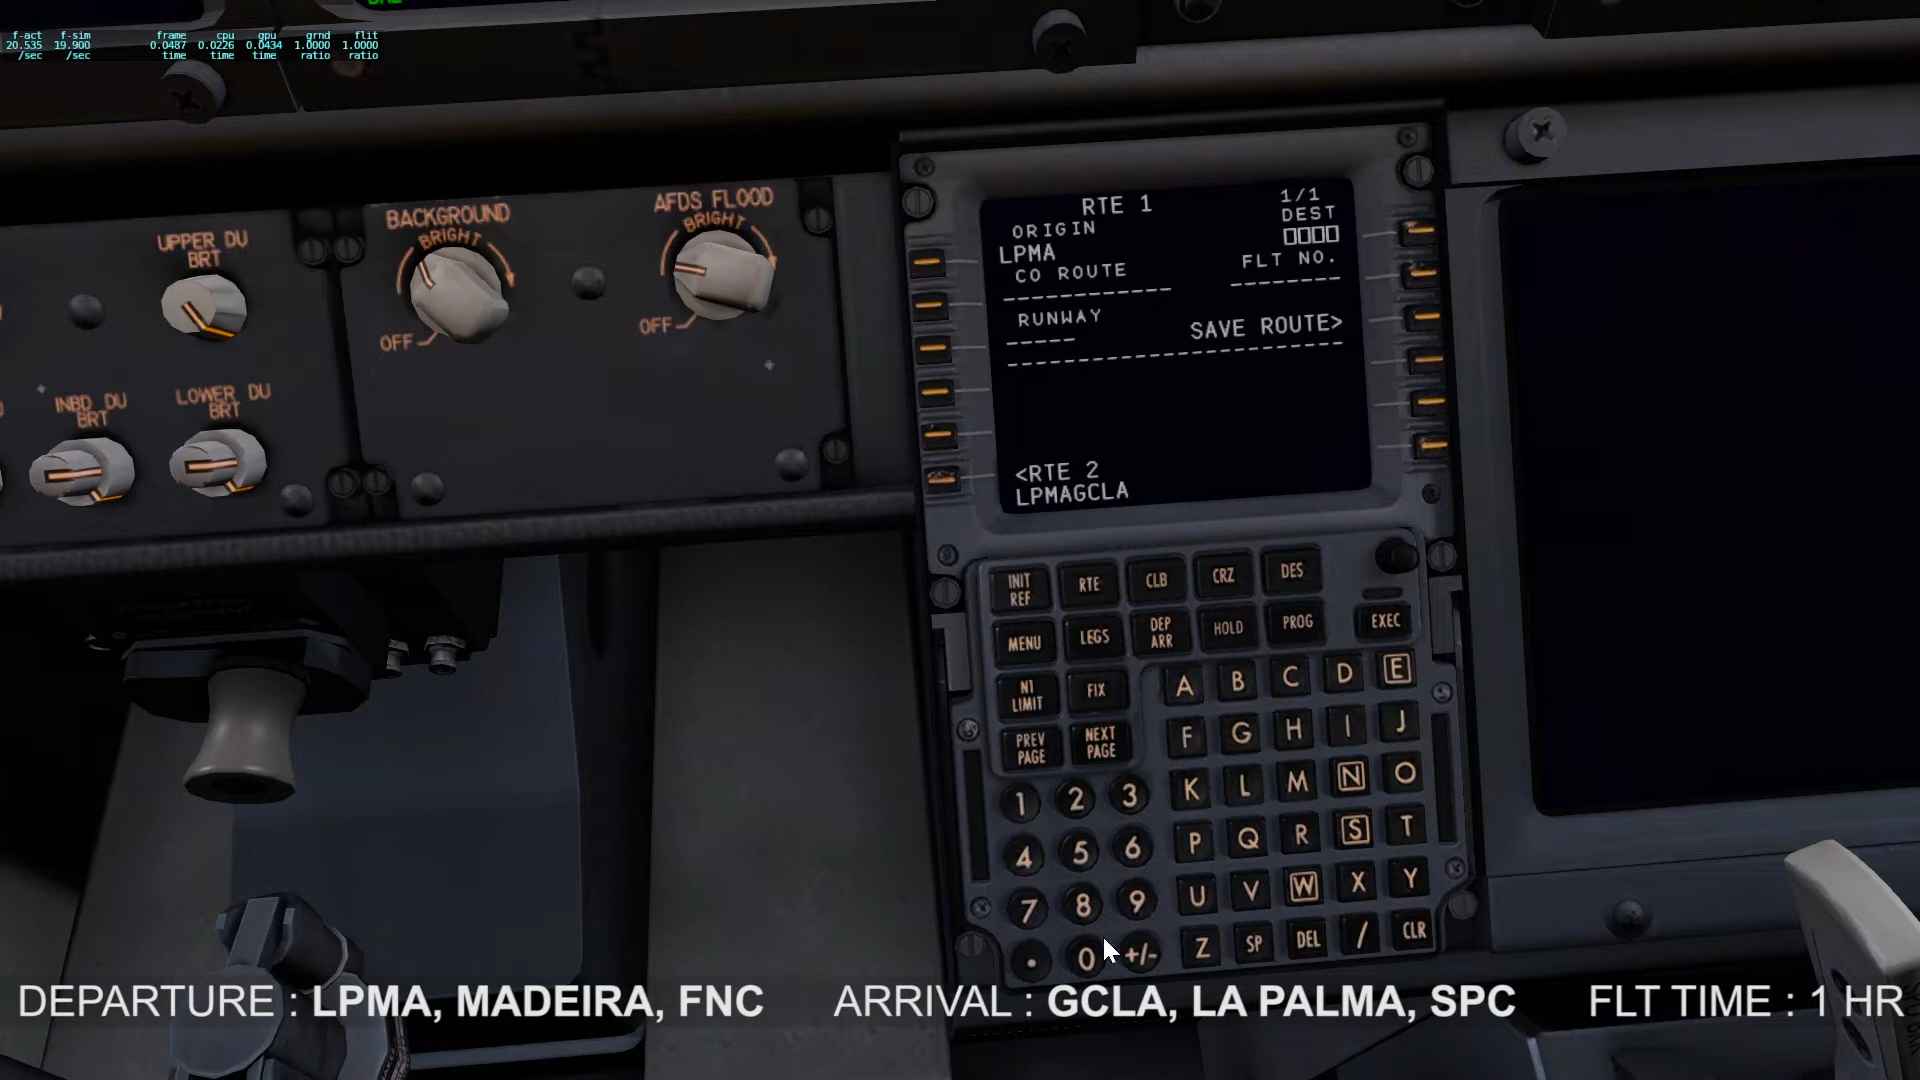 f-act f-sim frame cpu gpu grnd flit
20.535 19.900 0.0487 0.0226 0.0434 1.0000 1.0000
/sec /sec time time time ratio ratio
UPPER DU
BRT
BACKGROUND
BRIGHT
OFF
AFDS FLOOD
BRIGHT
OFF
INBD DU
BRT
LOWER DU
BRT
RTE 1 1/1
ORIGIN DEST
LPMA
CO ROUTE FLT NO.
RUNWAY
SAVE ROUTE>
<RTE 2
LPMAGCLA
INIT REF RTE CLB CRZ DES
MENU LEGS DEP ARR HOLD PROG EXEC
N1 LIMIT FIX A B C D E
PREV PAGE NEXT PAGE F G H I J
1 2 3 K L M N O
4 5 6 P Q R S T
7 8 9 U V W X Y
. 0 +/- Z SP DEL / CLR
DEPARTURE : LPMA, MADEIRA, FNC ARRIVAL : GCLA, LA PALMA, SPC FLT TIME : 1 HR